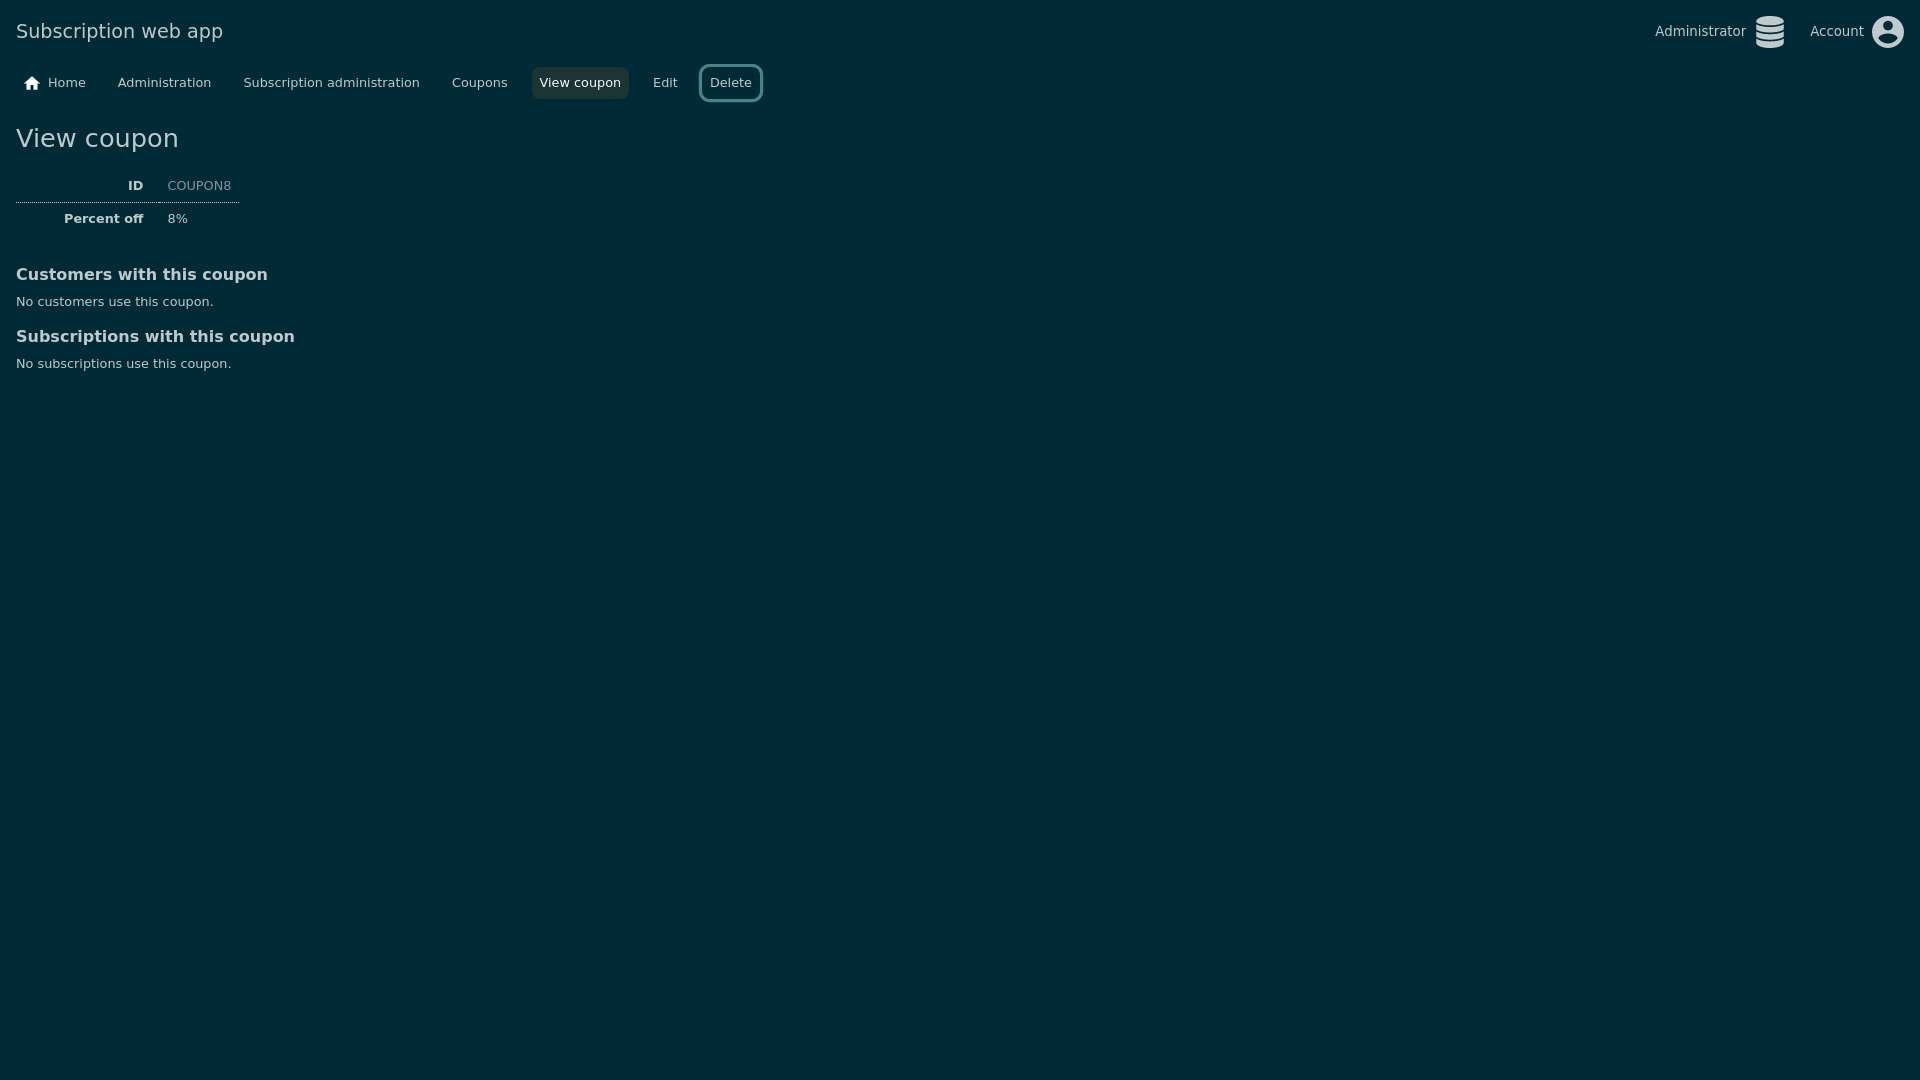 Subscription web app
Administrator
Account
Home
Administration
Subscription administration
Coupons
View coupon
Edit
Delete
View coupon
ID COUPON8
Percent off 8%
Customers with this coupon
No customers use this coupon.
Subscriptions with this coupon
No subscriptions use this coupon.